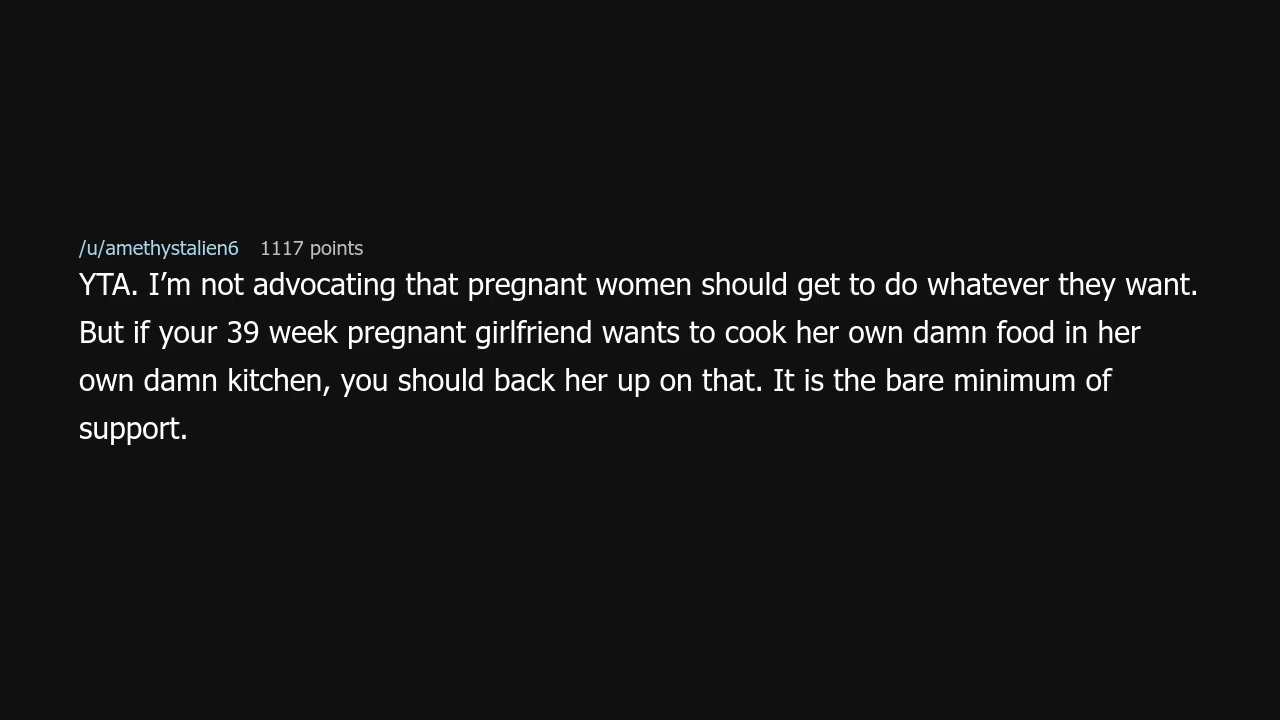 /u/amethystalien6 1117 points
YTA. I’m not advocating that pregnant women should get to do whatever they want.
But if your 39 week pregnant girlfriend wants to cook her own damn food in her
own damn kitchen, you should back her up on that. It is the bare minimum of
support.